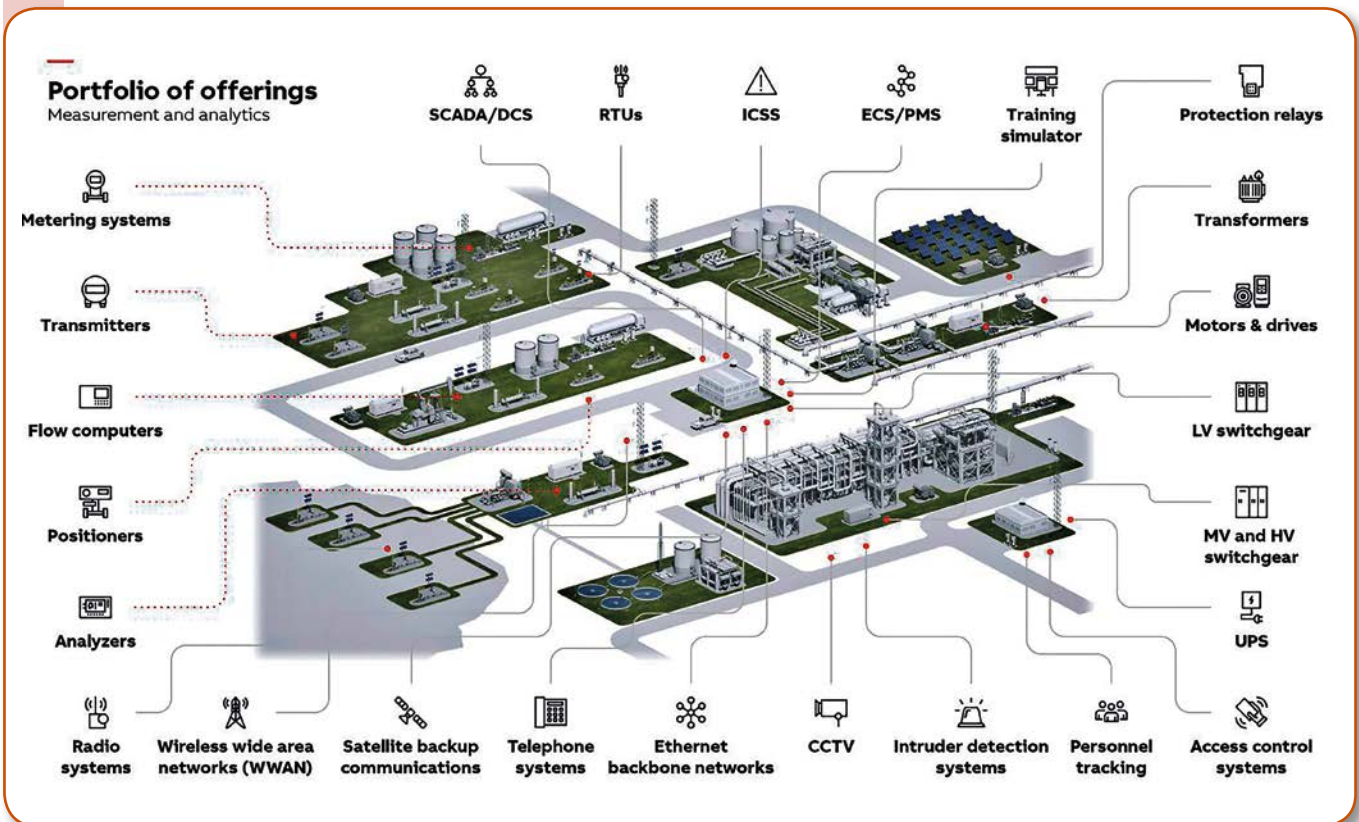 Portfolio of offerings
Measurement and analytics
SCADA/DCS
RTUs
ICSS
ECS/PMS
Training
simulator
Protection relays
Metering systems
Transformers
Transmitters
Motors & drives
Flow computers
LV switchgear
Positioners
MV and HV
switchgear
Analyzers
UPS
Radio
systems
Wireless wide area
networks (WWAN)
Satellite backup
communications
Telephone
systems
Ethernet
backbone networks
CCTV
Intruder detection
systems
Personnel
tracking
Access control
systems